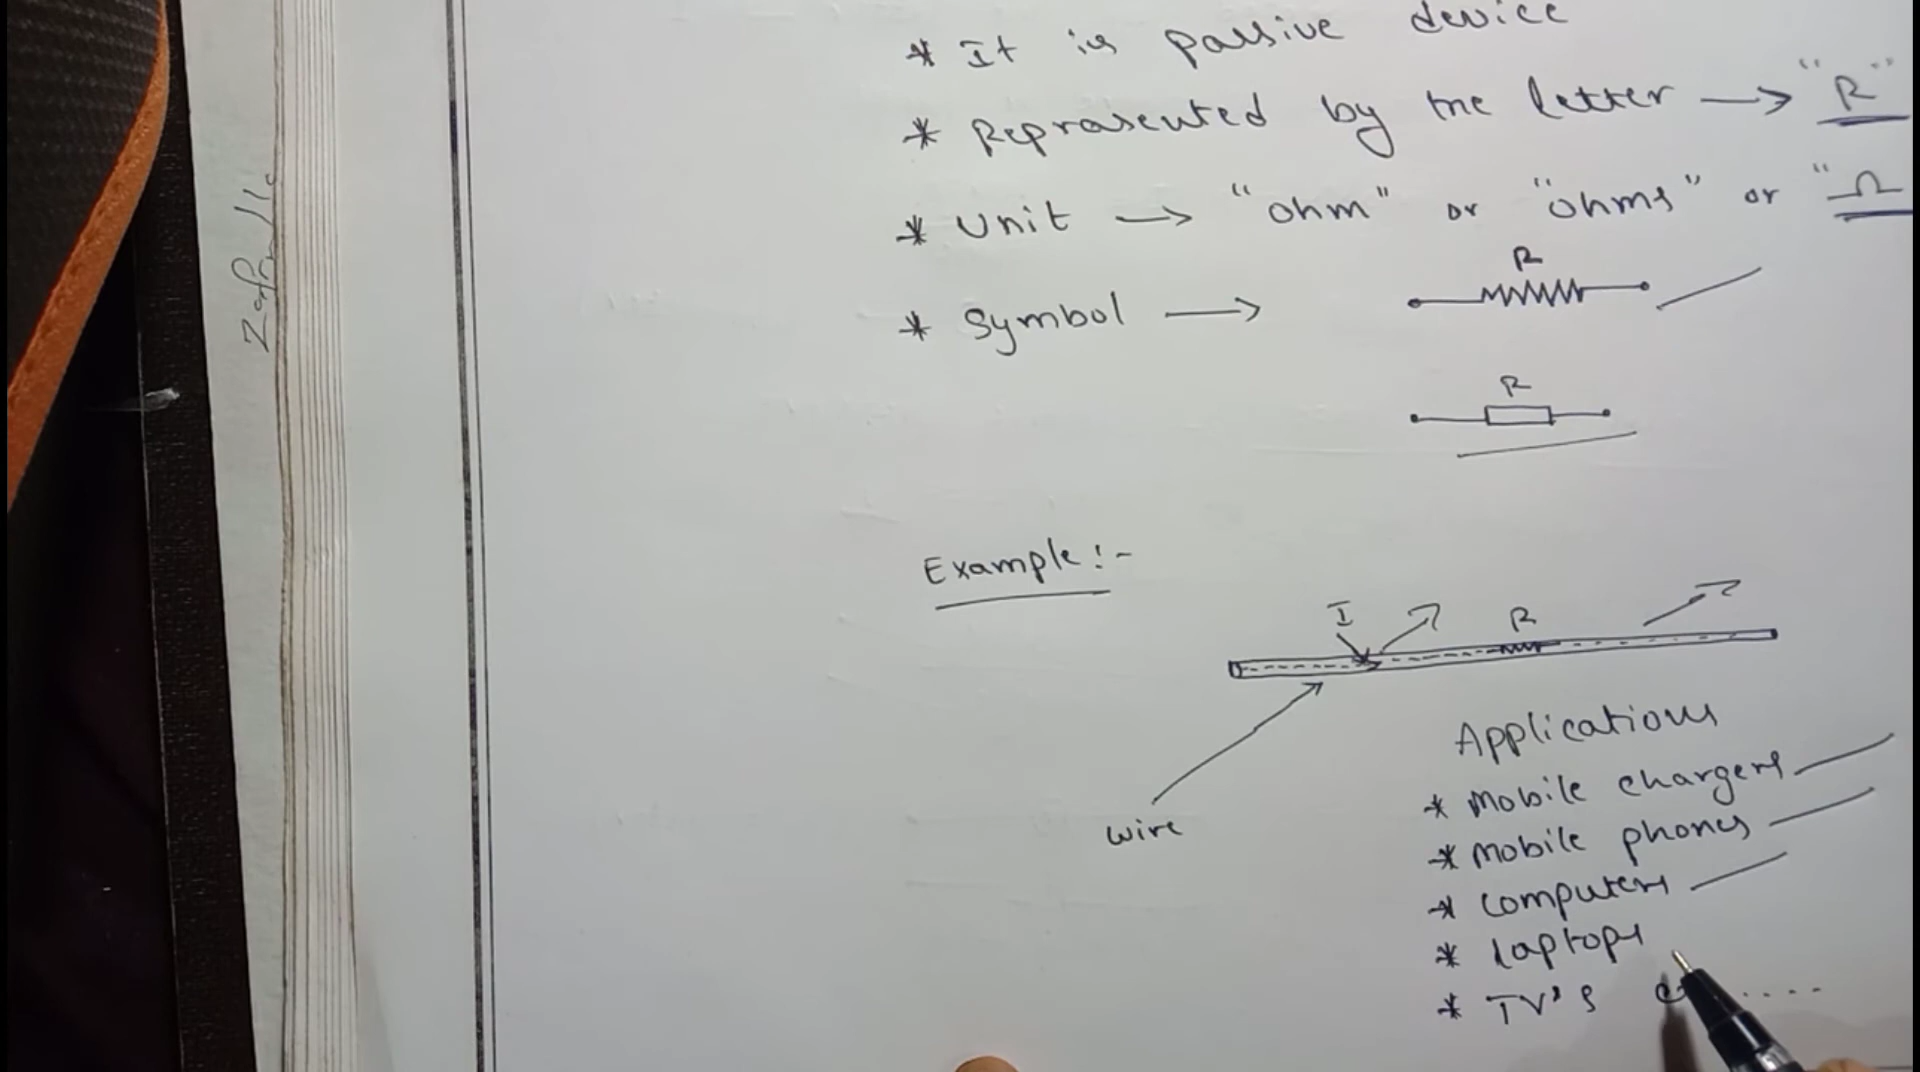 * It is passive device
* Reprasented by the letter → "R"
* Unit → "ohm" or "ohms" or "Ω
R
* Symbol →
R
Example:-
I R
Applications
wire
* Mobile chargers
* Mobile phones
* computers
* laptops
* TV's